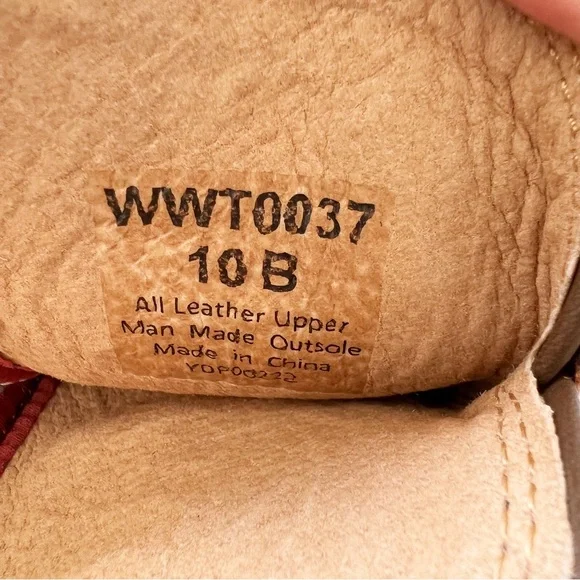 WWT0037
10 B
All Leather Upper
Man Made Outsole
Made in China